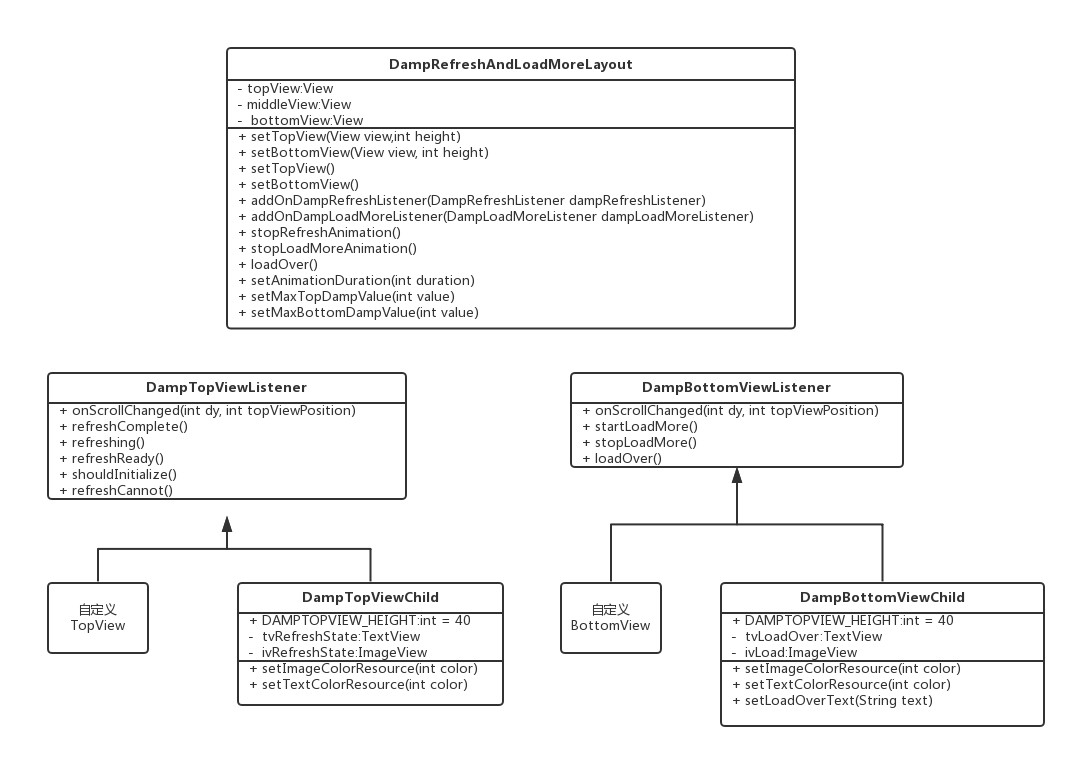 DampRefreshAndLoadMoreLayout
- topView:View
- middleView:View
- bottomView:View
+ setTopView(View view,int height)
+ setBottomView(View view, int height)
+ setTopView()
+ setBottomView()
+ addOnDampRefreshListener(DampRefreshListener dampRefreshListener)
+ addOnDampLoadMoreListener(DampLoadMoreListener dampLoadMoreListener)
+ stopRefreshAnimation()
+ stopLoadMoreAnimation()
+ loadOver()
+ setAnimationDuration(int duration)
+ setMaxTopDampValue(int value)
+ setMaxBottomDampValue(int value)
DampTopViewListener
+ onScrollChanged(int dy, int topViewPosition)
+ refreshComplete()
+ refreshing()
+ refreshReady()
+ shouldInitialize()
+ refreshCannot()
DampBottomViewListener
+ onScrollChanged(int dy, int topViewPosition)
+ startLoadMore()
+ stopLoadMore()
+ loadOver()
自定义
TopView
DampTopViewChild
+ DAMPTOPVIEW_HEIGHT:int = 40
- tvRefreshState:TextView
- ivRefreshState:ImageView
+ setImageColorResource(int color)
+ setTextColorResource(int color)
自定义
BottomView
DampBottomViewChild
+ DAMPTOPVIEW_HEIGHT:int = 40
- tvLoadOver:TextView
- ivLoad:ImageView
+ setImageColorResource(int color)
+ setTextColorResource(int color)
+ setLoadOverText(String text)